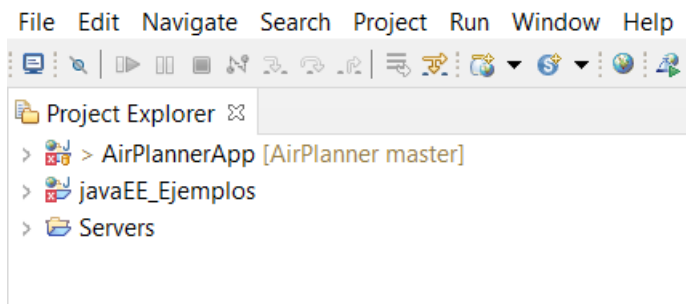 File Edit Navigate Search Project Run Window Help
Project Explorer
> AirPlannerApp [AirPlanner master]
javaEE_Ejemplos
Servers